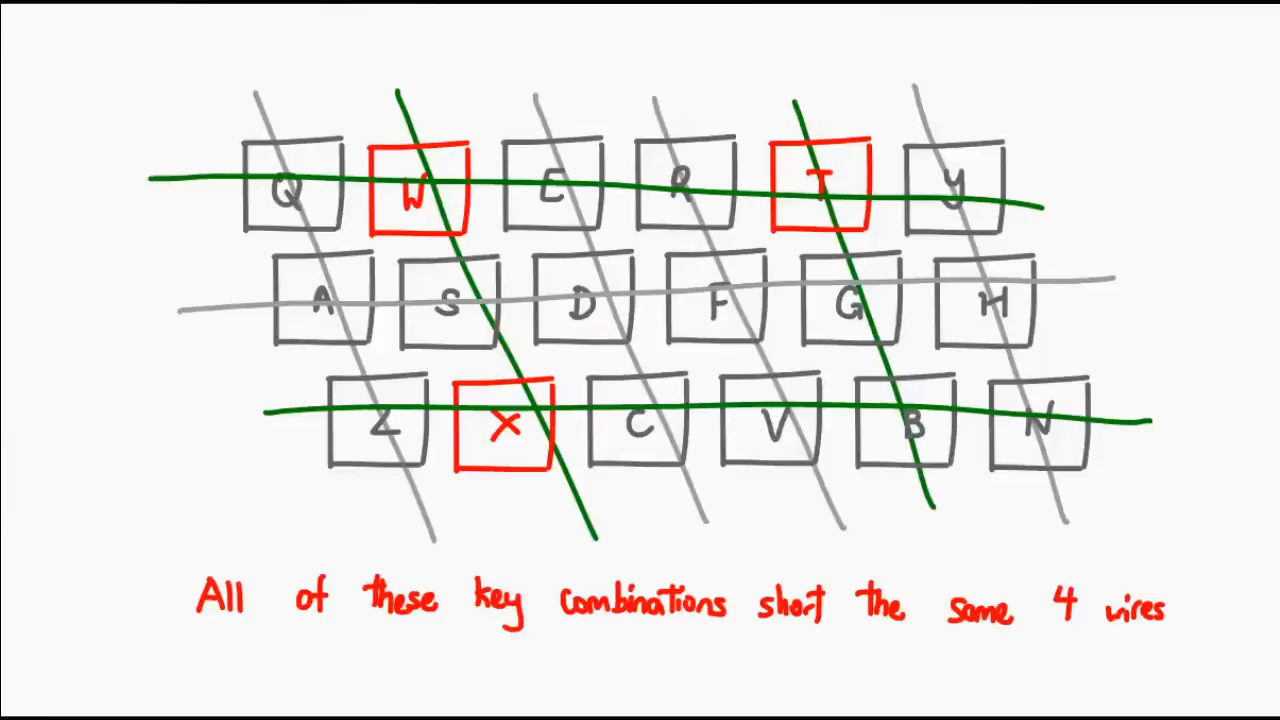 Q W E R T Y
A S D F G H
Z X C V B N
All of these key combinations short the same 4 wires